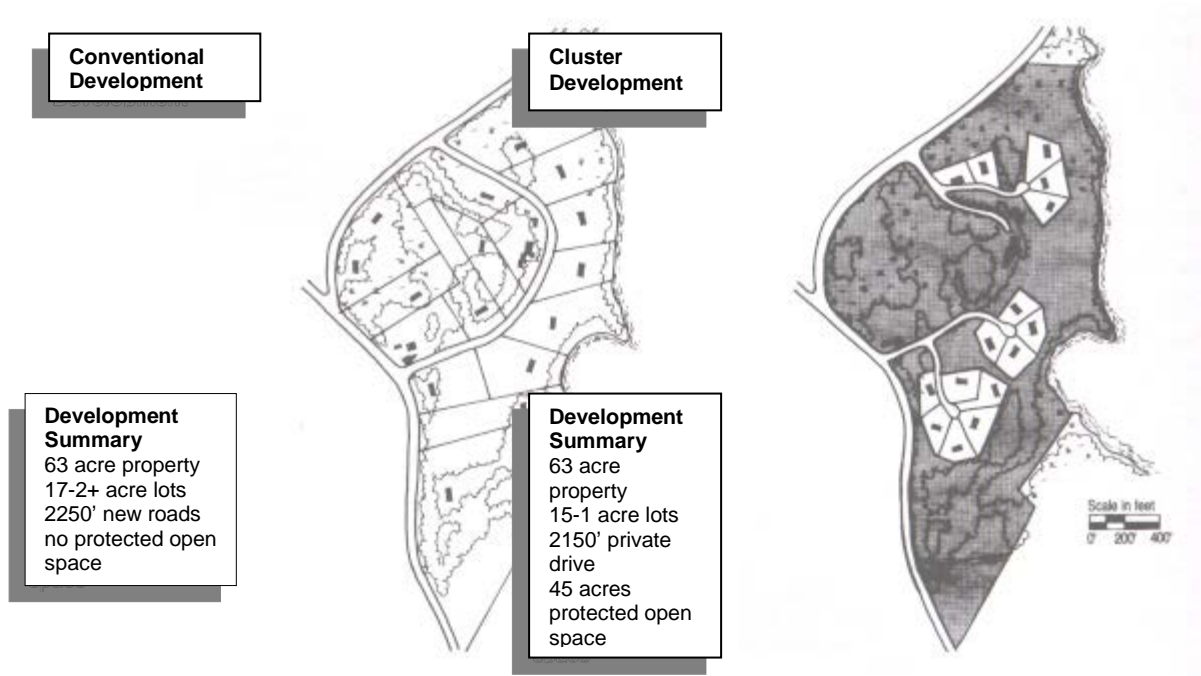 Conventional
Development
Cluster
Development
Development
Summary
63 acre property
17-2+ acre lots
2250' new roads
no protected open
space
Development
Summary
63 acre
property
15-1 acre lots
2150' private
drive
45 acres
protected open
space
Scale in feet
0' 200' 400'